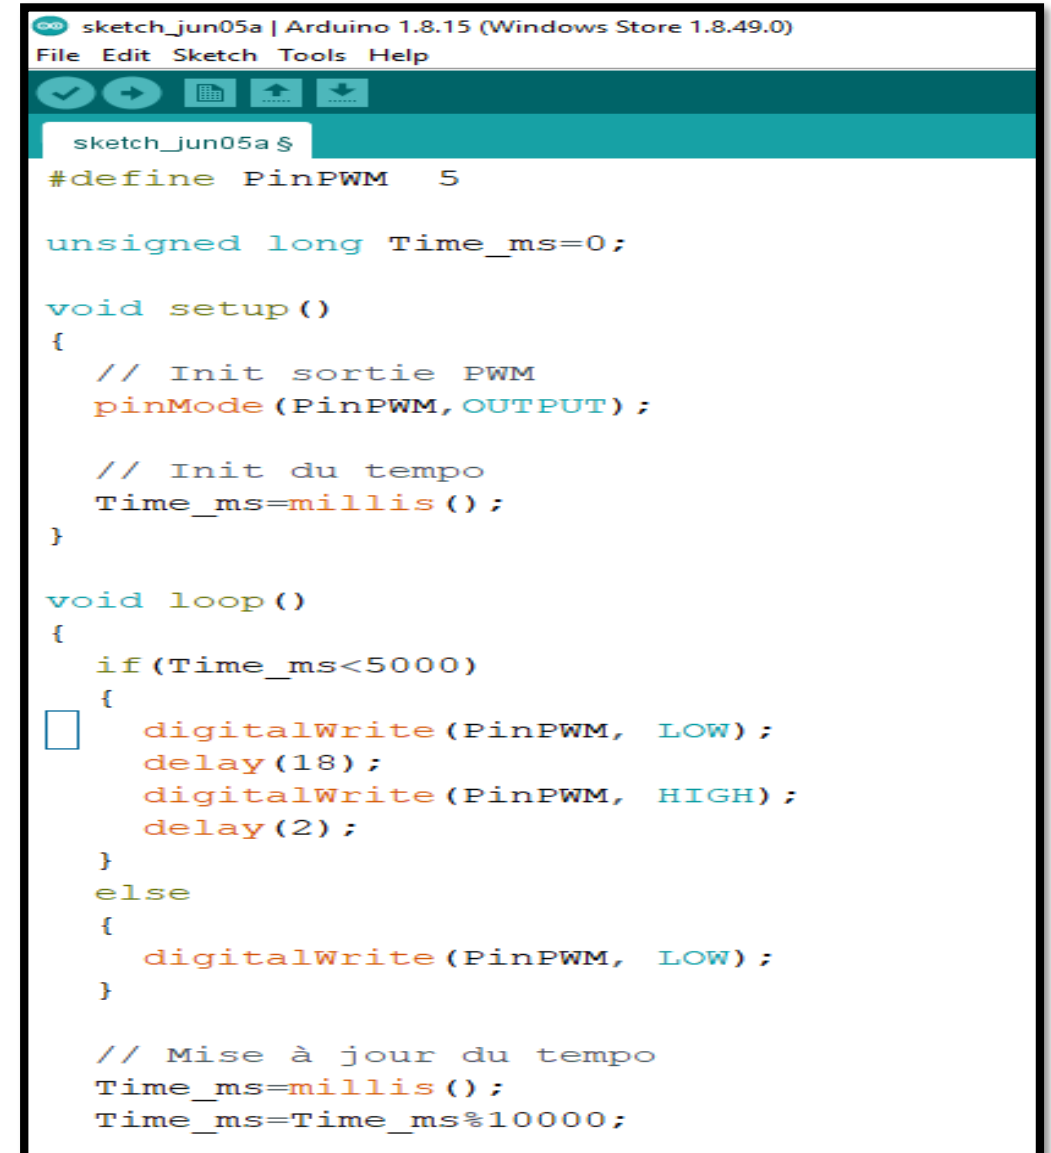 sketch_jun05a | Arduino 1.8.15 (Windows Store 1.8.49.0)
File Edit Sketch Tools Help
sketch_jun05a §
#define PinPWM  5
unsigned long Time_ms=0;
void setup()
{
  // Init sortie PWM
  pinMode(PinPWM,OUTPUT);
  // Init du tempo
  Time_ms=millis();
}
void loop()
{
  if(Time_ms<5000)
  {
    digitalWrite(PinPWM, LOW);
    delay(18);
    digitalWrite(PinPWM, HIGH);
    delay(2);
  }
  else
  {
    digitalWrite(PinPWM, LOW);
  }
  // Mise à jour du tempo
  Time_ms=millis();
  Time_ms=Time_ms%10000;